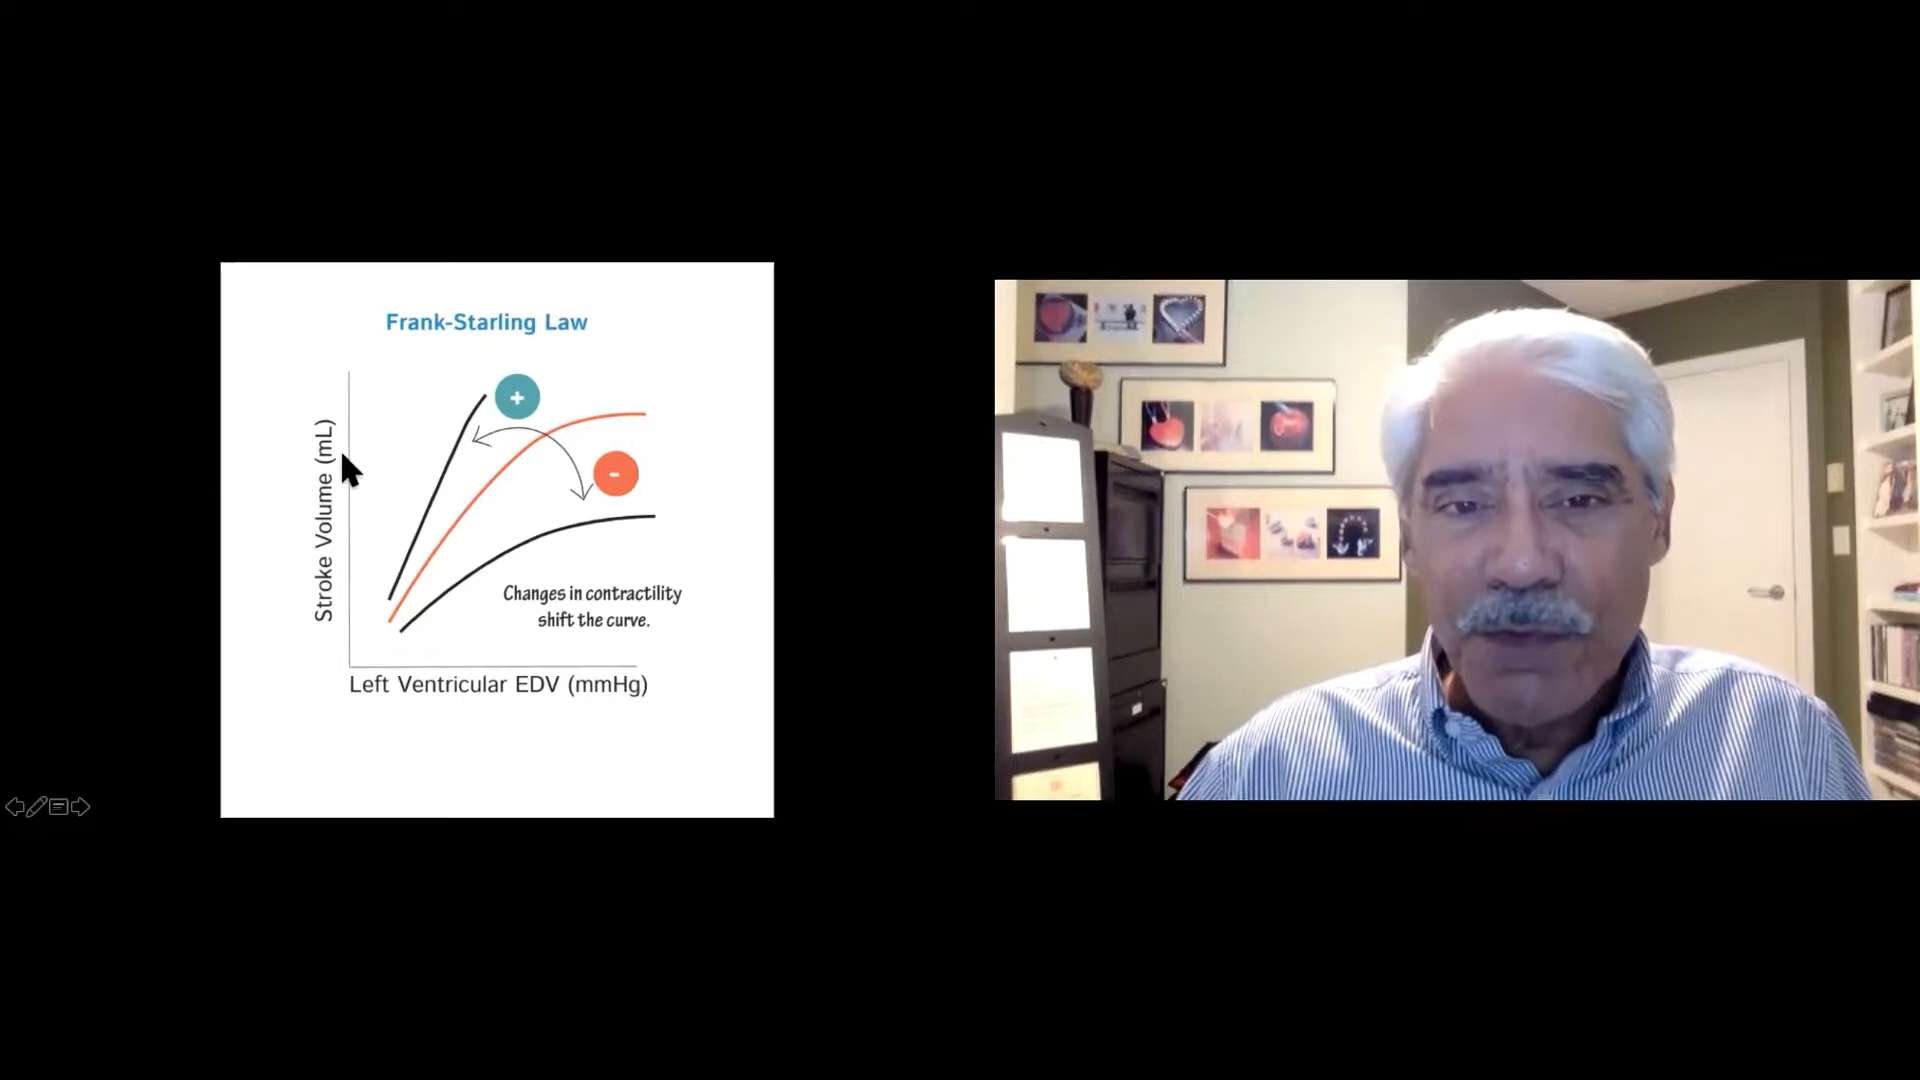 Frank-Starling Law
+
-
Stroke Volume (mL)
Changes in contractility
shift the curve.
Left Ventricular EDV (mmHg)